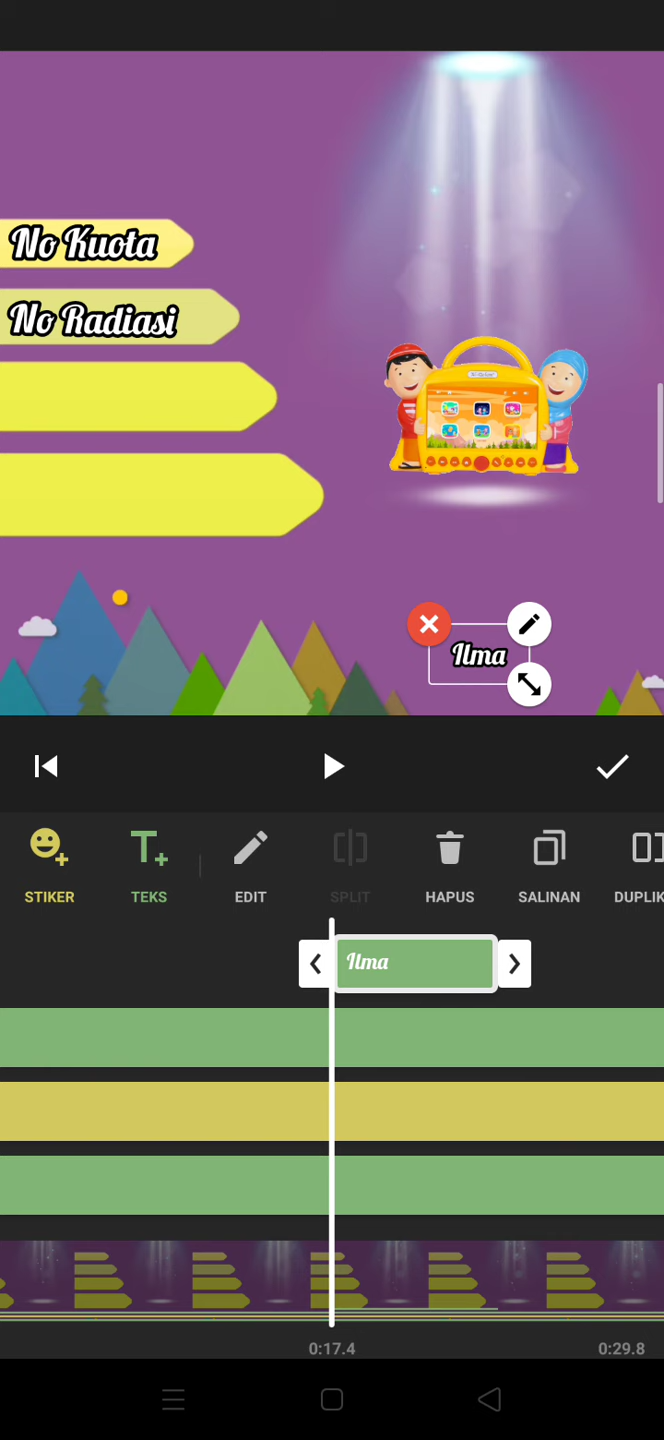 No Kuota
No Radiasi
Ilma
STIKER
TEKS
EDIT
SPLIT
HAPUS
SALINAN
DUPLIK
Ilma
0:17.4
0:29.8